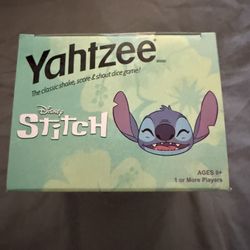 Yahtzee
The classic shake, score & shout dice game!
Disney
STITCH
AGES 8+
1 or More Players